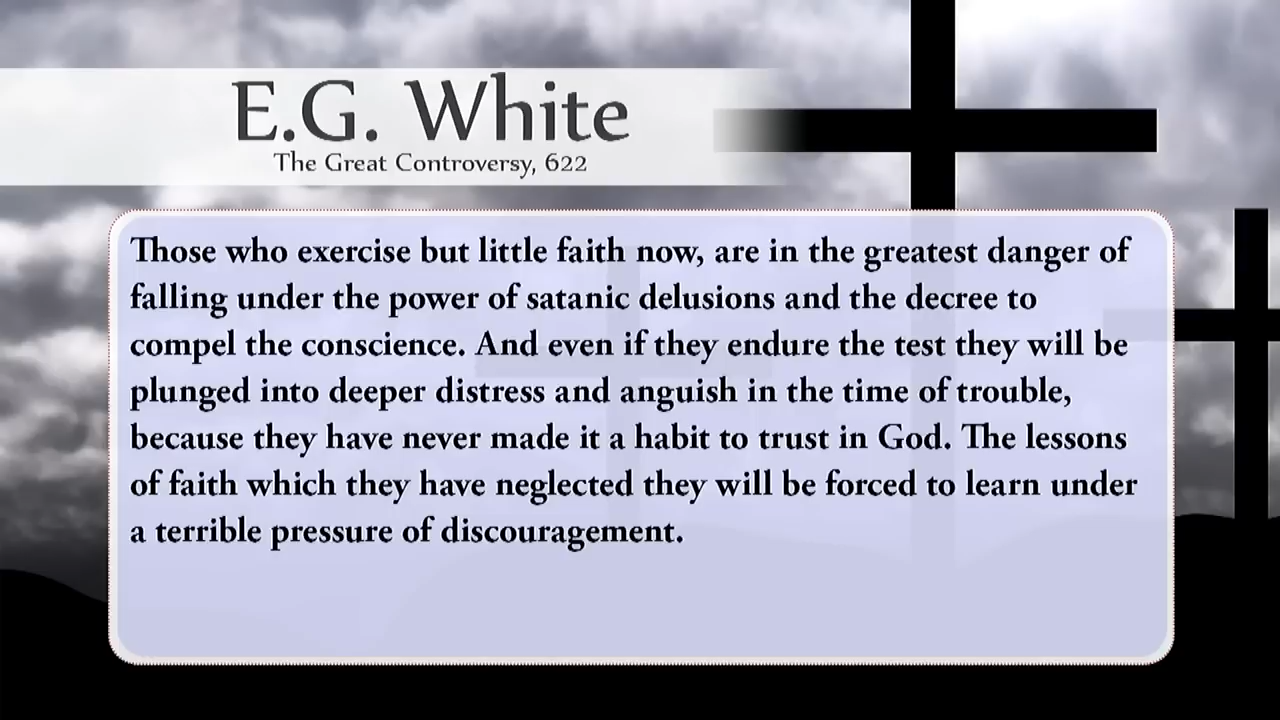 E.G. White
The Great Controversy, 622
Those who exercise but little faith now, are in the greatest danger of
falling under the power of satanic delusions and the decree to
compel the conscience. And even if they endure the test they will be
plunged into deeper distress and anguish in the time of trouble,
because they have never made it a habit to trust in God. The lessons
of faith which they have neglected they will be forced to learn under
a terrible pressure of discouragement.